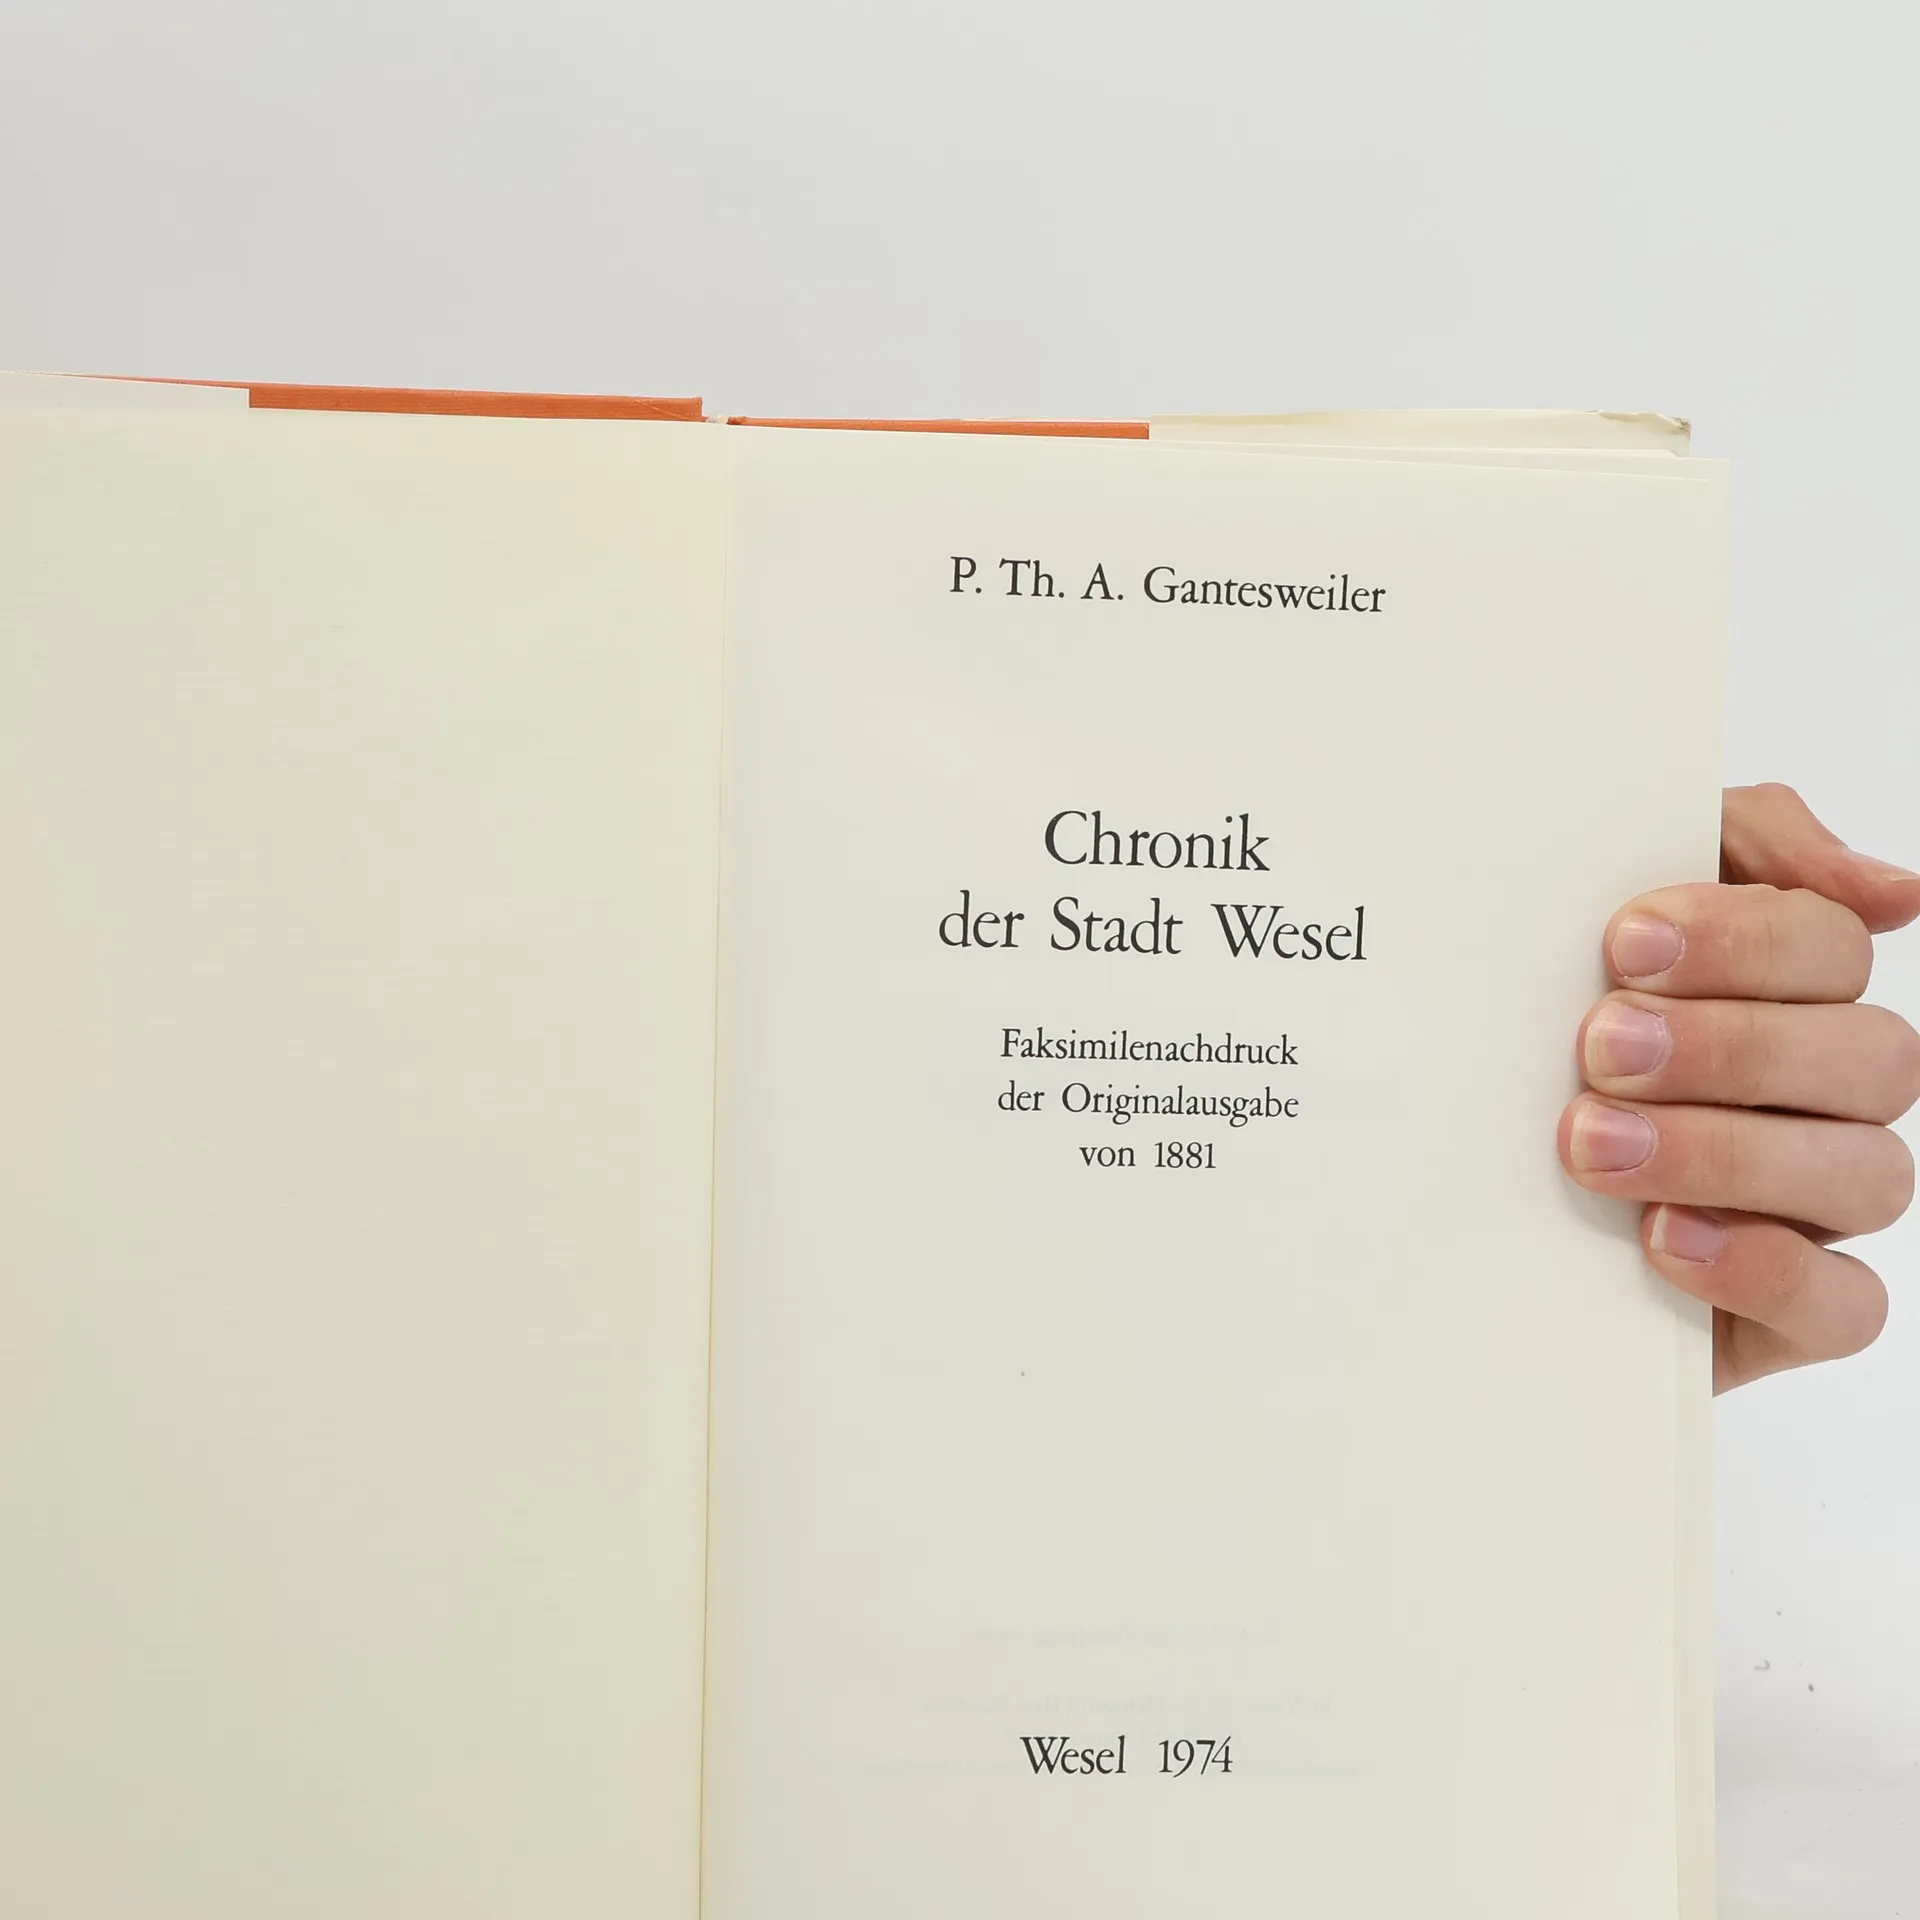 P. Th. A. Gantesweiler
Chronik
der Stadt Wesel
Faksimilenachdruck
der Originalausgabe
von 1881
Wesel 1974